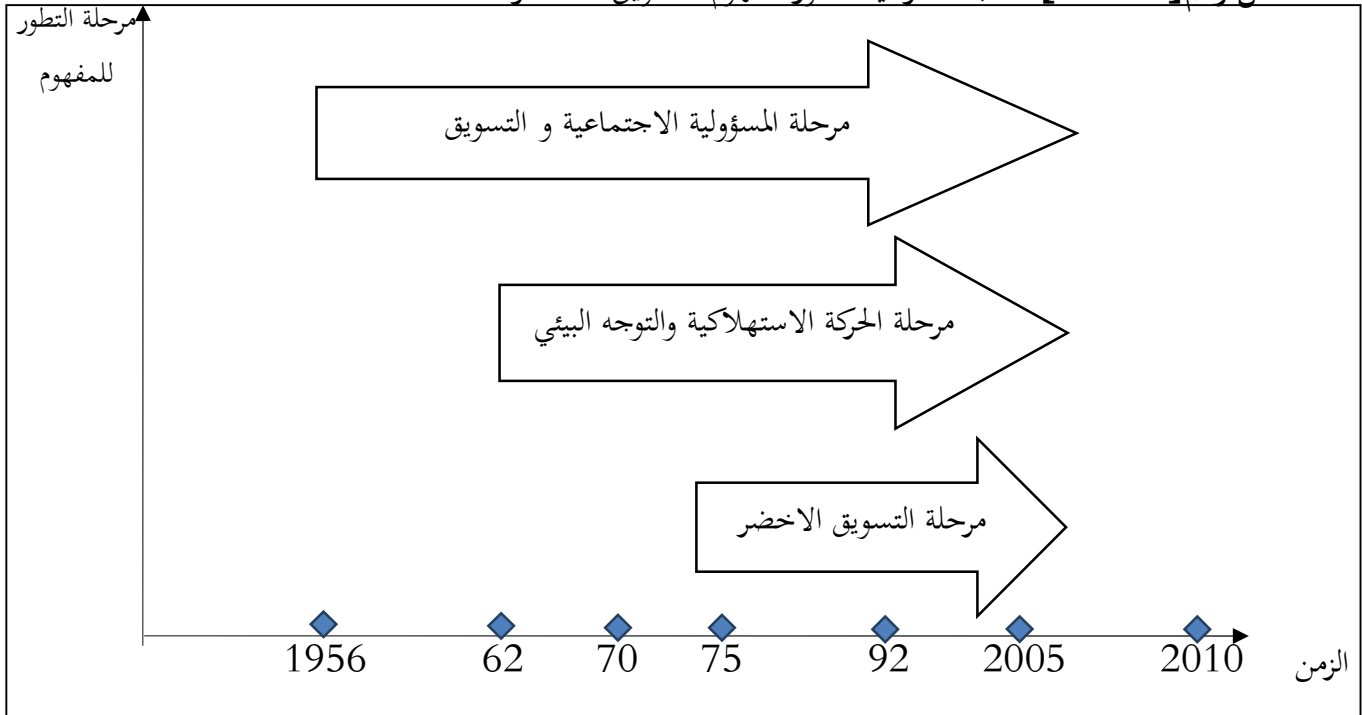 مرحلة التطور
للمفهوم
مرحلة المسؤولية الاجتماعية و التسويق
مرحلة الحركة الاستهلاكية والتوجه البيئي
مرحلة التسويق الاخضر
1956 62 70 75 92 2005 2010 الزمن